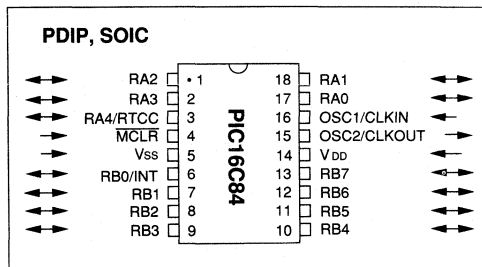 PDIP, SOIC
RA2 • 1 18 RA1
RA3 2 17 RA0
RA4/RTCC 3 16 OSC1/CLKIN
MCLR 4 15 OSC2/CLKOUT
Vss 5 14 VDD
RB0/INT 6 13 RB7
RB1 7 12 RB6
RB2 8 11 RB5
RB3 9 10 RB4
PIC16C84